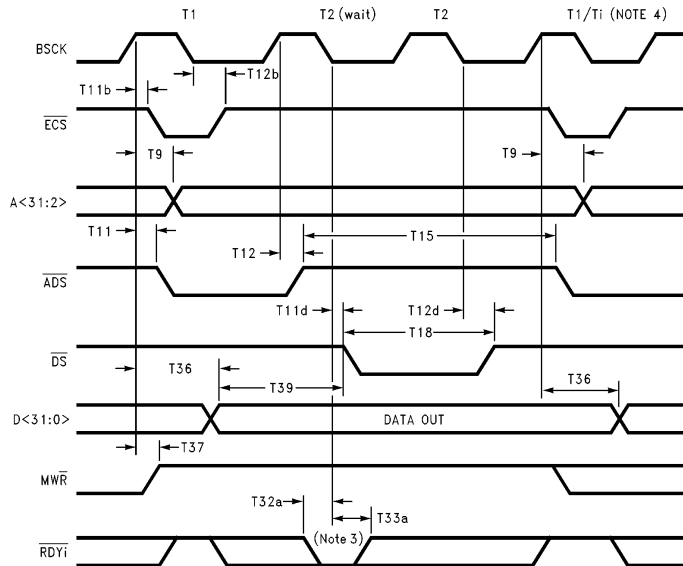 T1 T2 (wait) T2 T1/Ti (NOTE 4)
BSCK
T11b T12b
ECS
T9 T9
A<31:2>
T11 T12 T15
ADS
T11d T12d
T18
DS
T36 T39 T36
D<31:0> DATA OUT
T37
MWR
T32a (Note 3) T33a
RDYi